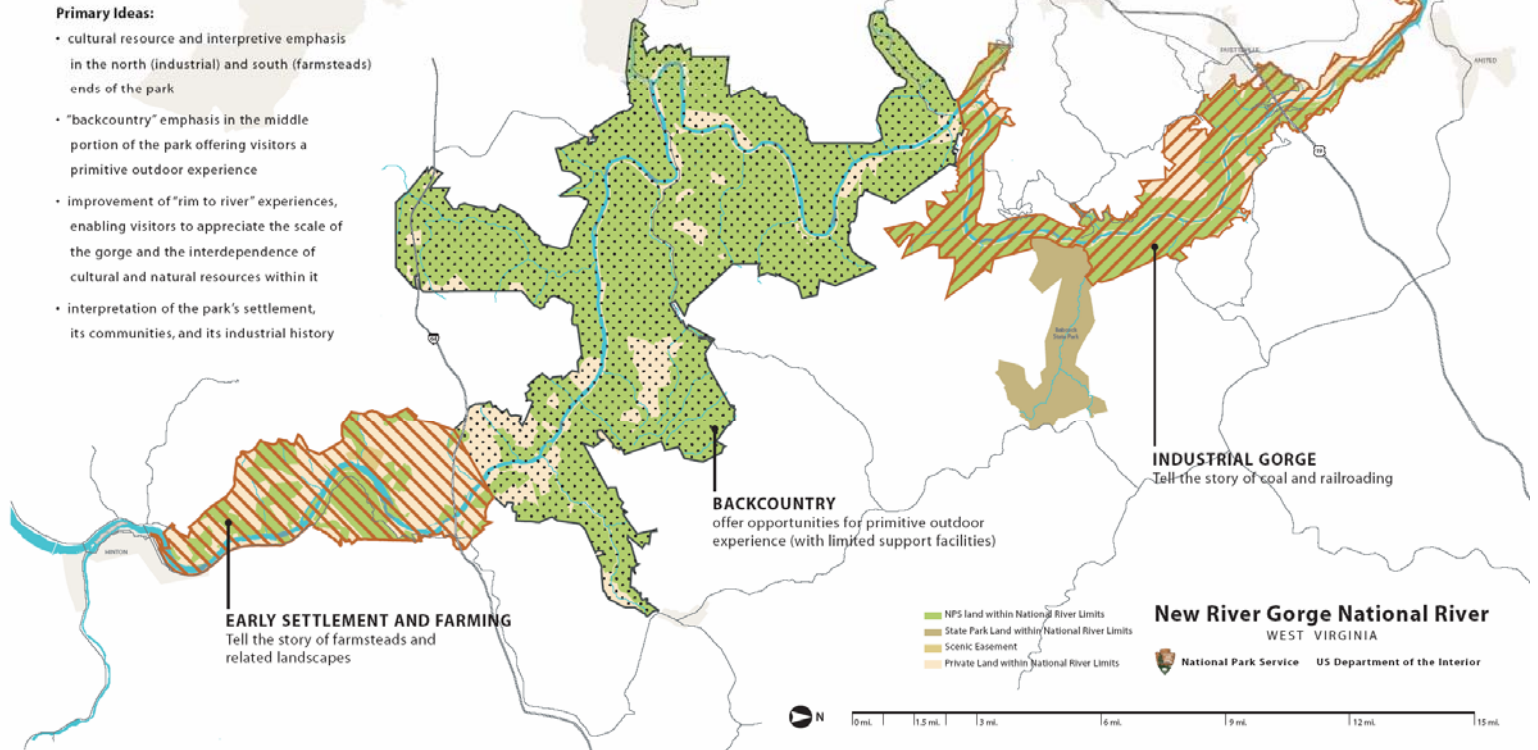 Primary Ideas:
• cultural resource and interpretive emphasis
in the north (industrial) and south (farmsteads)
ends of the park
• "backcountry" emphasis in the middle
portion of the park offering visitors a
primitive outdoor experience
• improvement of "rim to river" experiences,
enabling visitors to appreciate the scale of
the gorge and the interdependence of
cultural and natural resources within it
• interpretation of the park's settlement,
its communities, and its industrial history
FAYETTEVILLE
ANSTED
19
Babcock
State Park
64
HINTON
INDUSTRIAL GORGE
Tell the story of coal and railroading
BACKCOUNTRY
offer opportunities for primitive outdoor
experience (with limited support facilities)
EARLY SETTLEMENT AND FARMING
Tell the story of farmsteads and
related landscapes
NPS land within National River Limits
State Park Land within National River Limits
Scenic Easement
Private Land within National River Limits
New River Gorge National River
WEST VIRGINIA
National Park Service US Department of the Interior
N
0 mi. 1.5 mi. 3 mi. 6 mi. 9 mi. 12 mi. 15 mi.